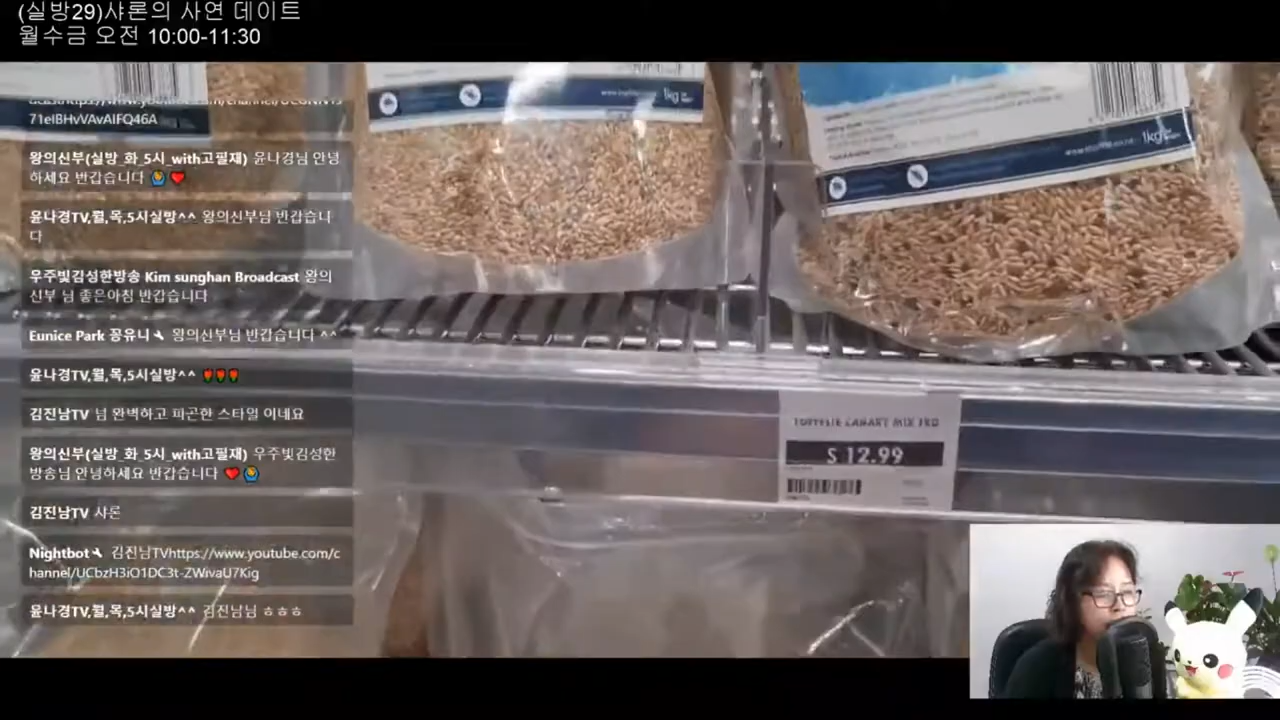 (실방29)샤론의 사연 데이트
월수금 오전 10:00-11:30
71eIBHvVAvAIFQ46A
왕의신부(실방_화_5시_with고필재) 윤나경님 안녕
하세요 반갑습니다 🙆❤️
윤나경TV,월,목,5시실방^^ 왕의신부님 반갑습니
다
우주빛김성한방송 Kim sunghan Broadcast 왕의
신부 님 좋은아침 반갑습니다
Eunice Park 꽁유니 왕의신부님 반갑습니다 ^^
윤나경TV,월,목,5시실방^^ 🌹🌹🌹
김진남TV 넘 완벽하고 피곤한 스타일 이네요
왕의신부(실방_화_5시_with고필재) 우주빛김성한
방송님 안녕하세요 반갑습니다 ❤️🙆
김진남TV 샤론
Nightbot 김진남TVhttps://www.youtube.com/c
hannel/UCbzH3iO1DC3t-ZWivaU7Kig
윤나경TV,월,목,5시실방^^ 김진남님 ㅎㅎㅎ
1kg
1kg
TOPFLITE CANARY MIX 1KG
$ 12.99